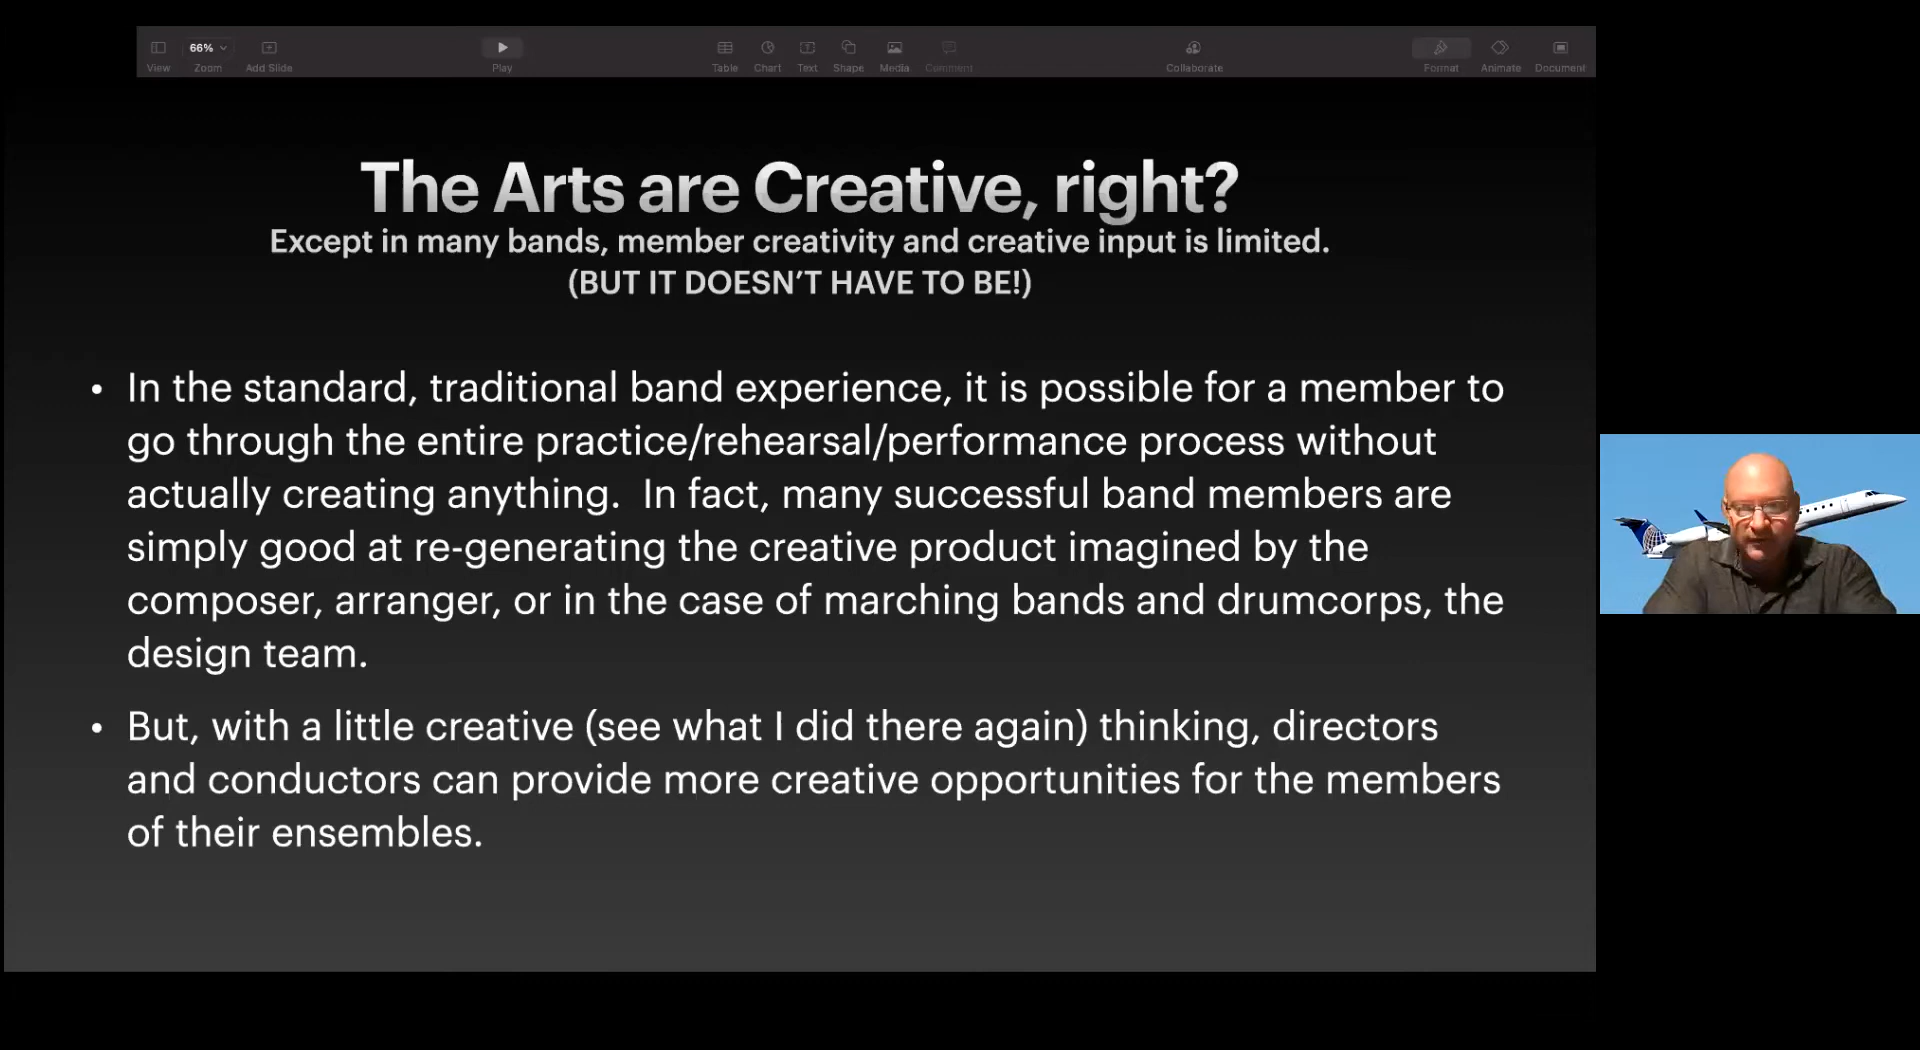 66%
View Zoom Add Slide Play Table Chart Text Shape Media Comment Collaborate Format Animate Document
The Arts are Creative, right?
Except in many bands, member creativity and creative input is limited.
(BUT IT DOESN’T HAVE TO BE!)
• In the standard, traditional band experience, it is possible for a member to
go through the entire practice/rehearsal/performance process without
actually creating anything.  In fact, many successful band members are
simply good at re-generating the creative product imagined by the
composer, arranger, or in the case of marching bands and drumcorps, the
design team.
• But, with a little creative (see what I did there again) thinking, directors
and conductors can provide more creative opportunities for the members
of their ensembles.